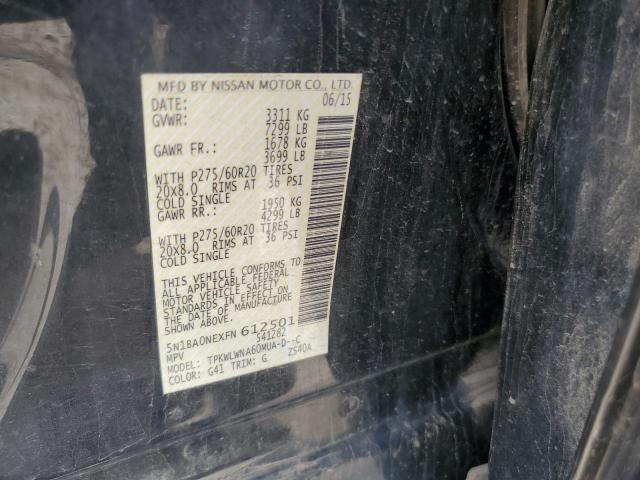 MFD BY NISSAN MOTOR CO., LTD.
DATE: 06/15
GVWR: 3311 KG
7299 LB
GAWR FR.: 1678 KG
3699 LB
WITH P275/60R20 TIRES
20X8.0 RIMS AT 36 PSI
COLD SINGLE
GAWR RR.: 1950 KG
4299 LB
WITH P275/60R20 TIRES
20X8.0 RIMS AT 36 PSI
COLD SINGLE
THIS VEHICLE CONFORMS TO
ALL APPLICABLE FEDERAL
MOTOR VEHICLE SAFETY
STANDARDS IN EFFECT ON
THE DATE OF MANUFACTURE
SHOWN ABOVE.
5N1BA0NEXFN 612501
MPV 541282
MODEL: TPKWLWNA60MUA-D--C
COLOR: G41 TRIM: G ZS40A